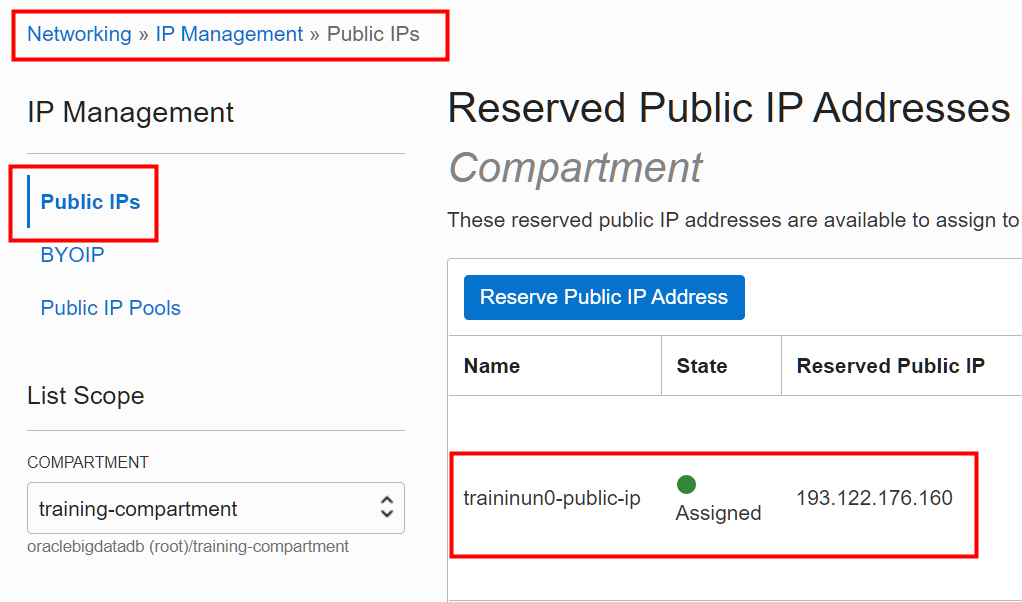 Networking » IP Management » Public IPs
IP Management
Public IPs
BYOIP
Public IP Pools
List Scope
COMPARTMENT
training-compartment
oraclebigdatadb (root)/training-compartment
Reserved Public IP Addresses
Compartment
These reserved public IP addresses are available to assign to
Reserve Public IP Address
Name State Reserved Public IP
traininun0-public-ip Assigned 193.122.176.160